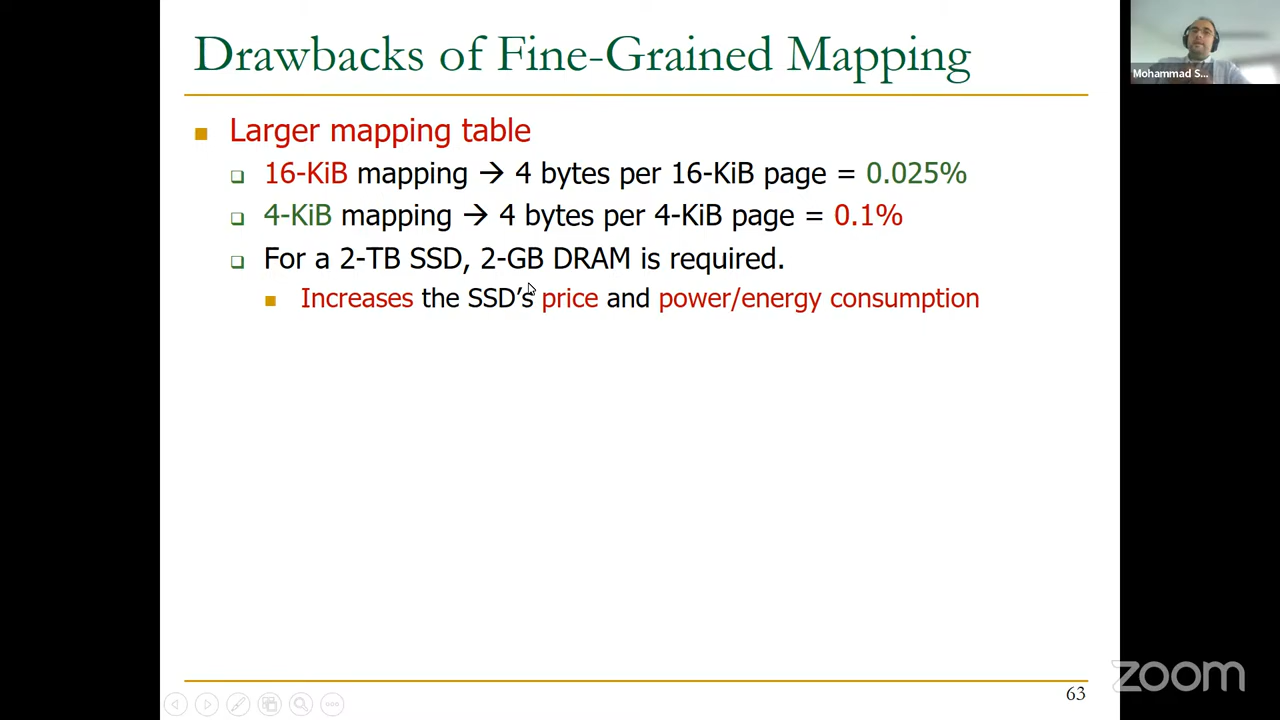 Drawbacks of Fine-Grained Mapping
Mohammad S...
Larger mapping table
16-KiB mapping → 4 bytes per 16-KiB page = 0.025%
4-KiB mapping → 4 bytes per 4-KiB page = 0.1%
For a 2-TB SSD, 2-GB DRAM is required.
Increases the SSD’s price and power/energy consumption
63
zoom